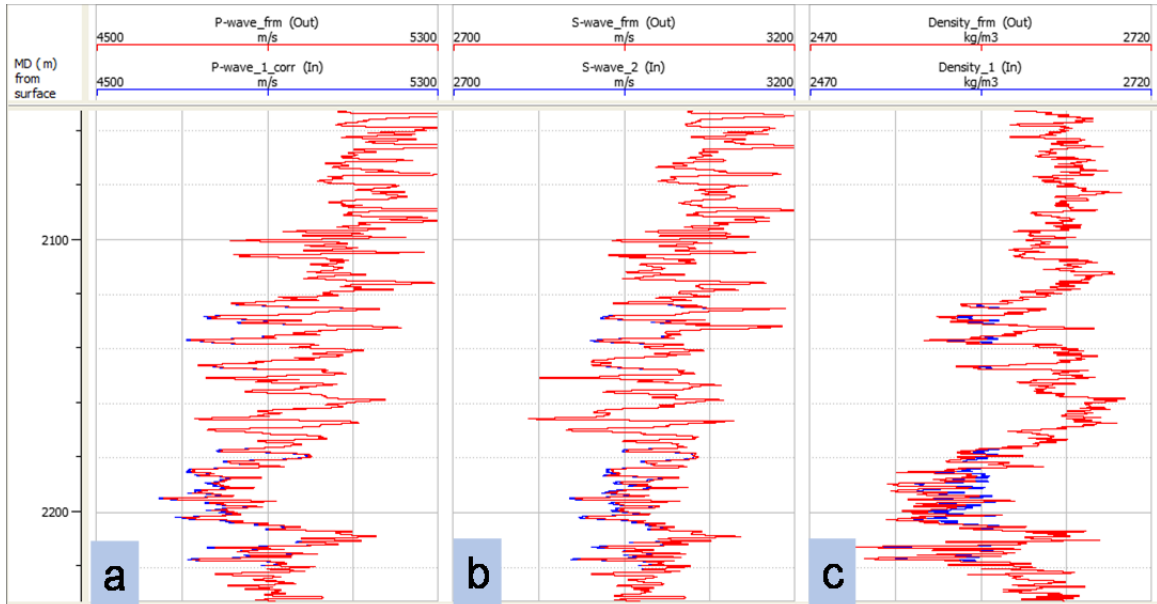 P-wave_frm (Out) S-wave_frm (Out) Density_frm (Out)
4500 m/s 5300 2700 m/s 3200 2470 kg/m3 2720
MD (m) P-wave_1_corr (In) S-wave_2 (In) Density_1 (In)
from 4500 m/s 5300 2700 m/s 3200 2470 kg/m3 2720
surface
2100
2200
a b c